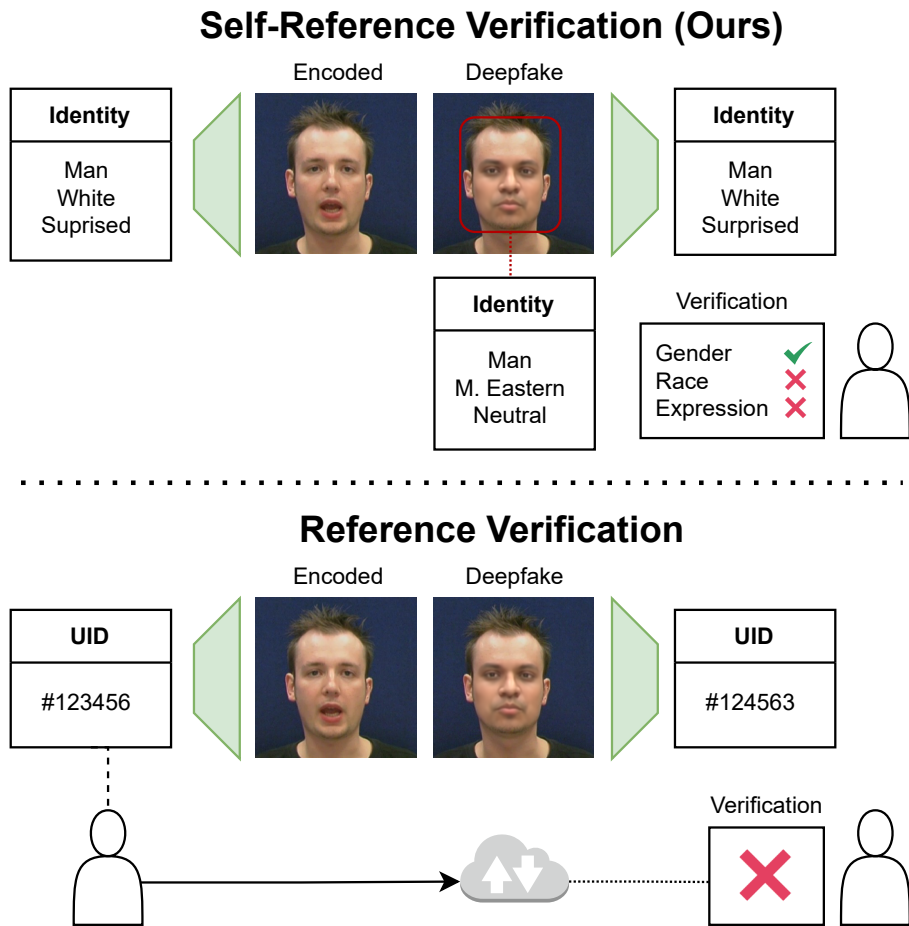 Self-Reference Verification (Ours)
Encoded
Deepfake
Identity
Man
White
Suprised
Identity
Man
White
Surprised
Identity
Man
M. Eastern
Neutral
Verification
Gender
Race
Expression
Reference Verification
Encoded
Deepfake
UID
#123456
UID
#124563
Verification